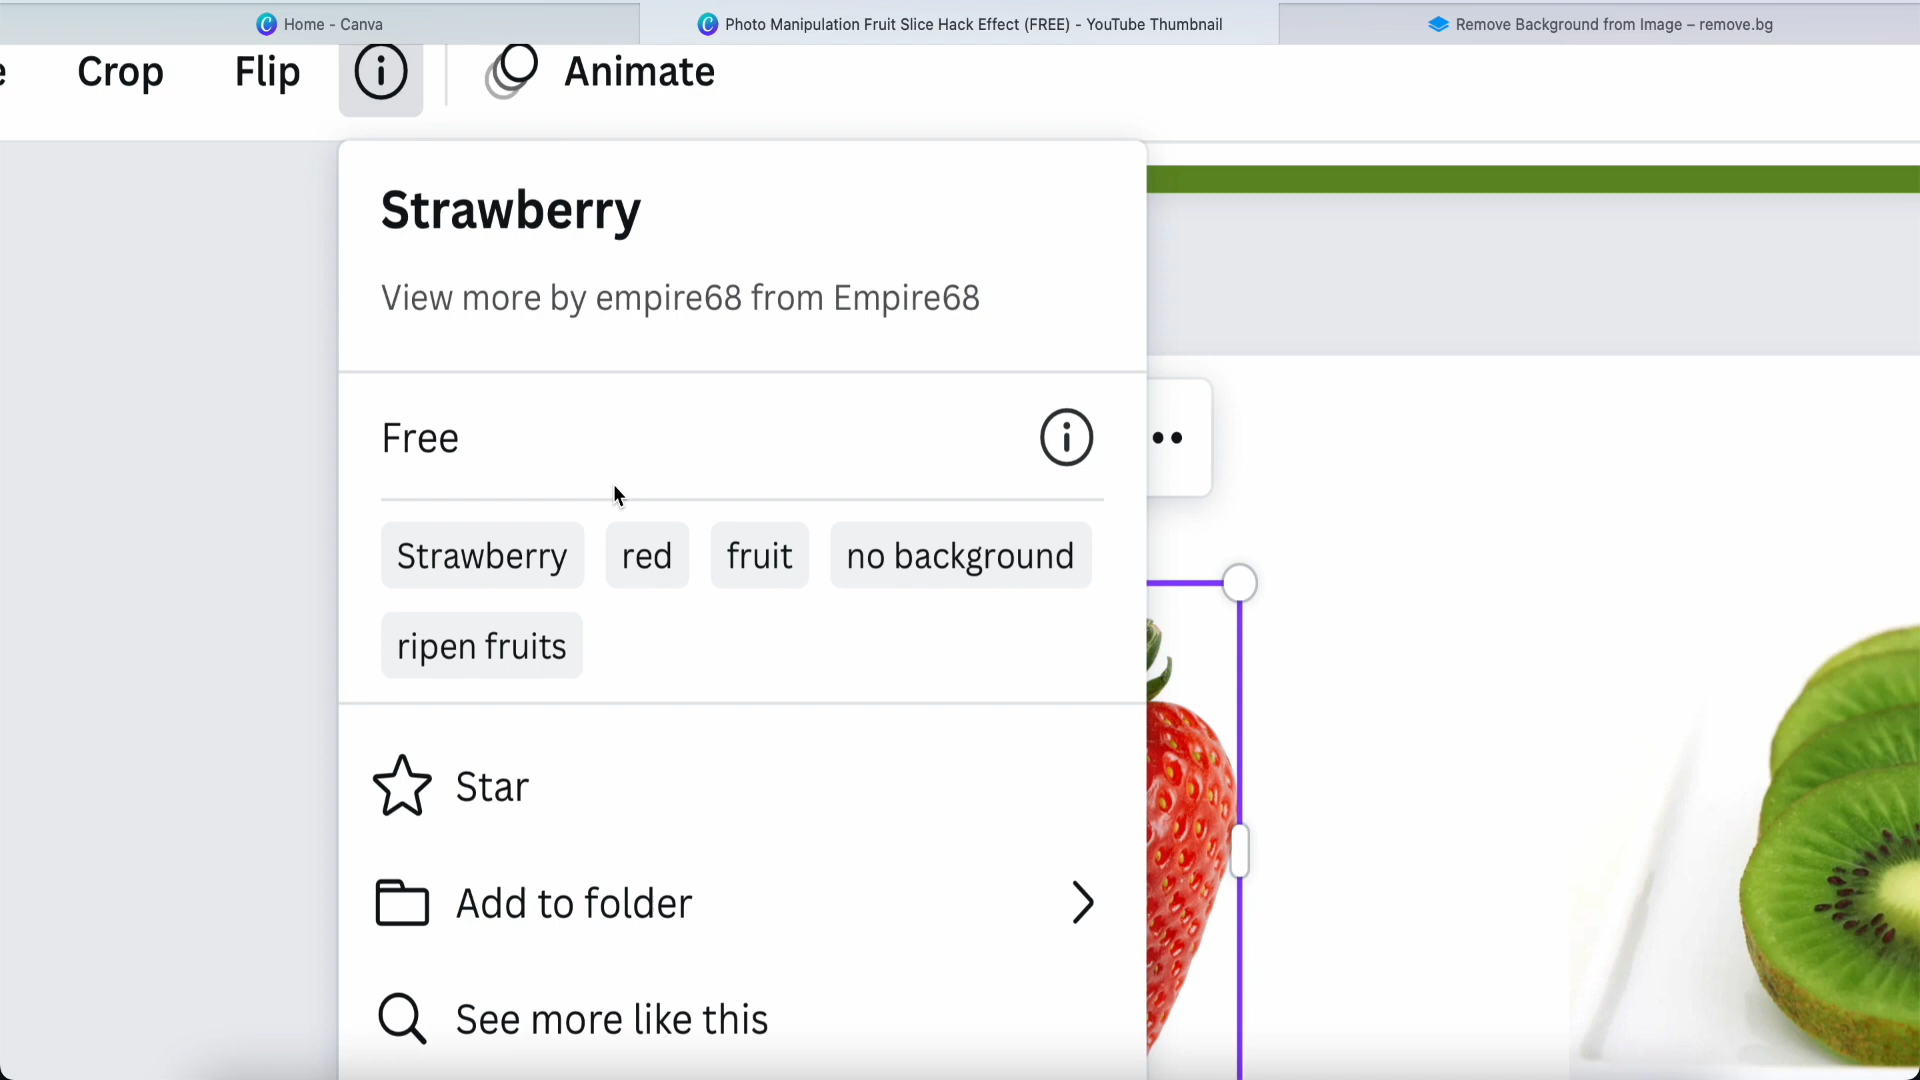 Home - Canva
Photo Manipulation Fruit Slice Hack Effect (FREE) - YouTube Thumbnail
Remove Background from Image – remove.bg
Crop
Flip
Animate
Strawberry
View more by empire68 from Empire68
Free
Strawberry
red
fruit
no background
ripen fruits
Star
Add to folder
See more like this